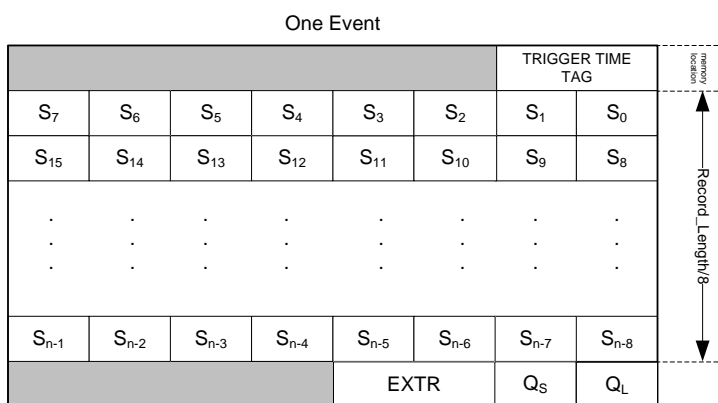 One Event
TRIGGER TIME
TAG
memory
location
S7 S6 S5 S4 S3 S2 S1 S0
S15 S14 S13 S12 S11 S10 S9 S8
. . . . . . . .
. . . . . . . .
. . . . . . . .
Record_Length/8
Sn-1 Sn-2 Sn-3 Sn-4 Sn-5 Sn-6 Sn-7 Sn-8
EXTR QS QL